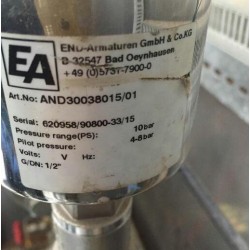 EA
END-Armaturen GmbH & Co.KG
D-32547 Bad Oeynhausen
+49 (0)5731-7900-0
Art.No: AND30038015/01
Serial: 620958/90800-33/15
Pressure range(PS): 10bar
Pilot pressure: 4-8bar
Volts: V Hz:
G/DN: 1/2"